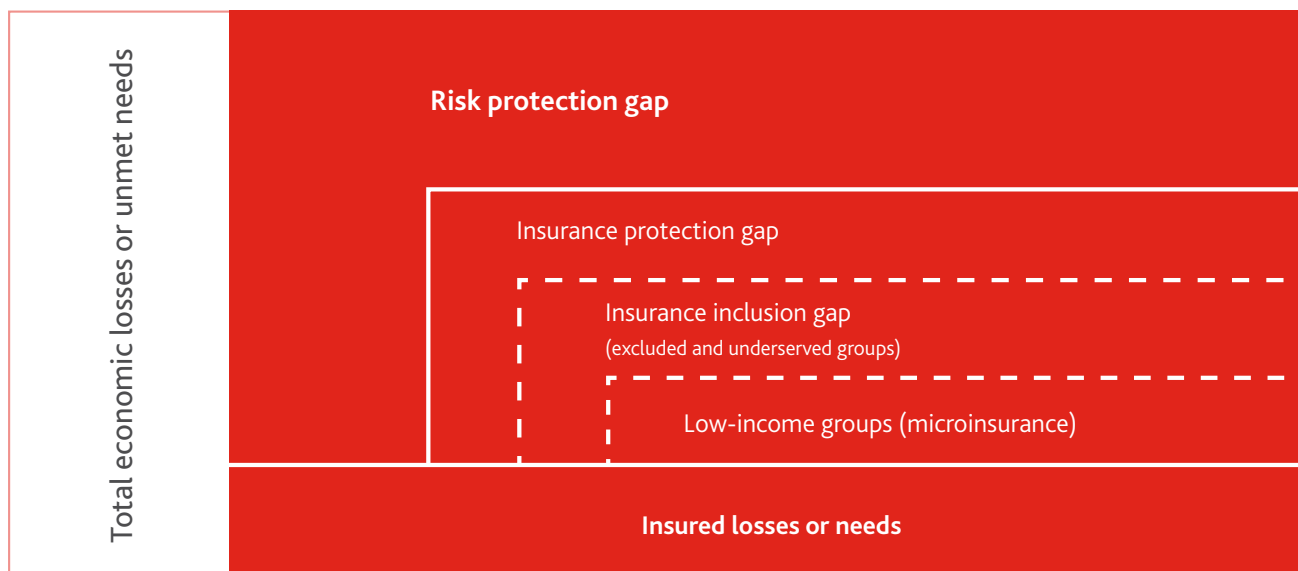 Total economic losses or unmet needs
Risk protection gap
Insurance protection gap
Insurance inclusion gap
(excluded and underserved groups)
Low-income groups (microinsurance)
Insured losses or needs